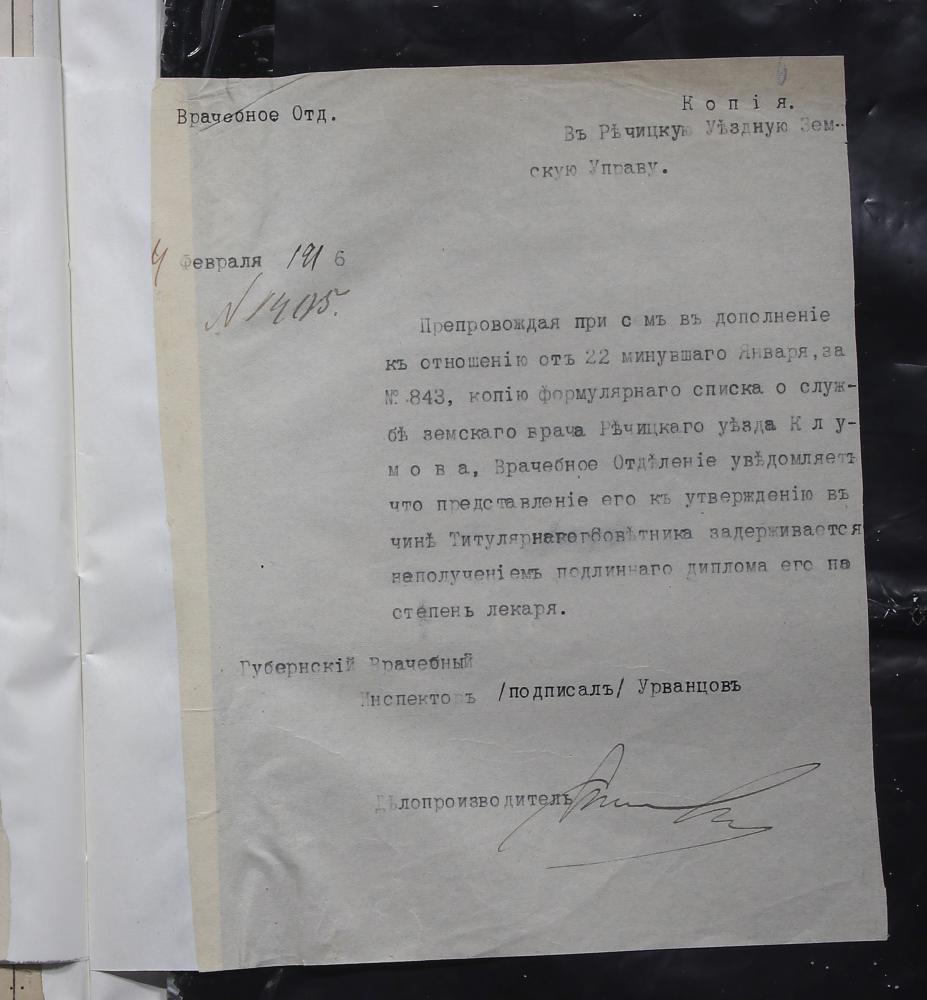 6
Врачебное Отд.
К о п і я.
Въ Рѣчицкую Уѣздную Зем-
скую Управу.
4 февраля 1916
N 1405.
Препровождая при семъ въ дополненіе
къ отношенію отъ 22 минувшаго Января,за
№ 843, копію формулярнаго списка о служ-
бѣ земскаго врача Рѣчицкаго уѣзда К л у-
м о в а, Врачебное Отдѣленіе увѣдомляетъ
что представленіе его къ утвержденію въ
чинѣ Титулярнаго Совѣтника задерживается
наполученіемъ подлиннаго диплома его на
степень лекаря.
Губернскій Врачебный
Инспекторъ /подписалъ/ Урванцовъ
Дѣлопроизводитель